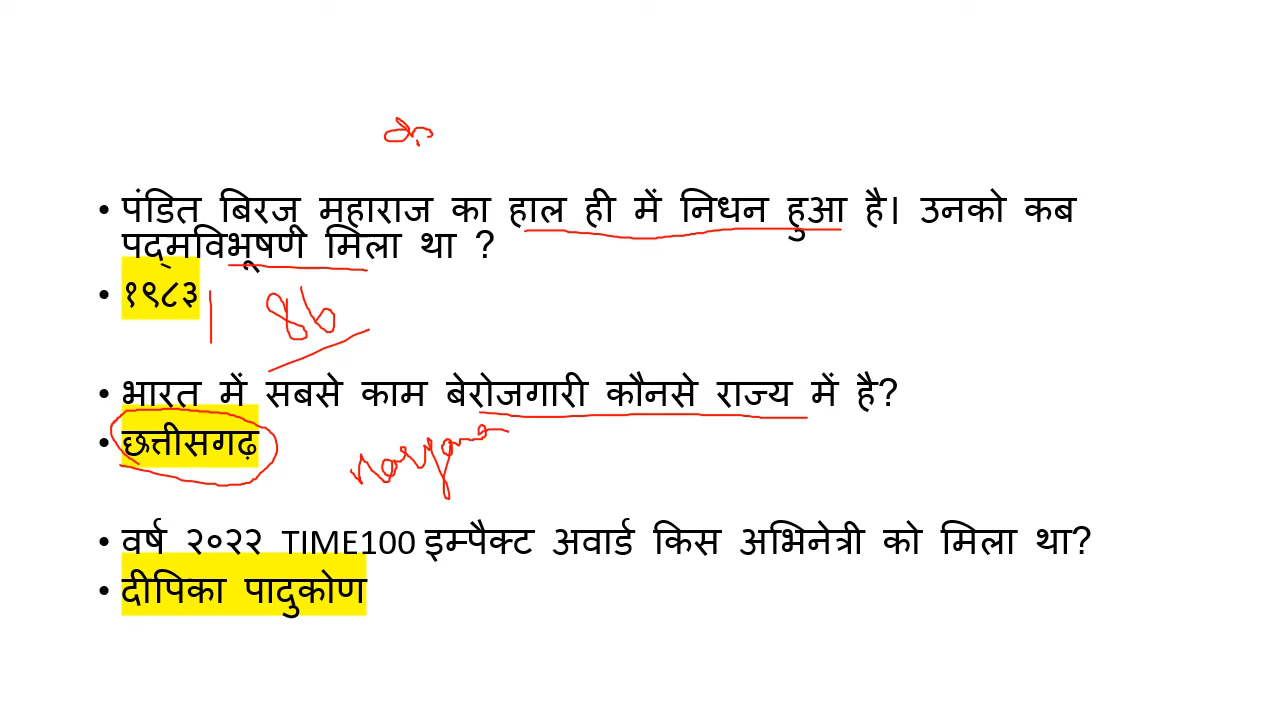 • पंडित बिरजू महाराज का हाल ही में निधन हुआ है। उनको कब
पद्मविभूषणी मिला था ?
• १९८३
86
• भारत में सबसे काम बेरोजगारी कौनसे राज्य में है?
• छत्तीसगढ़
Haryana
• वर्ष २०२२ TIME100 इम्पैक्ट अवार्ड किस अभिनेत्री को मिला था?
• दीपिका पादुकोण